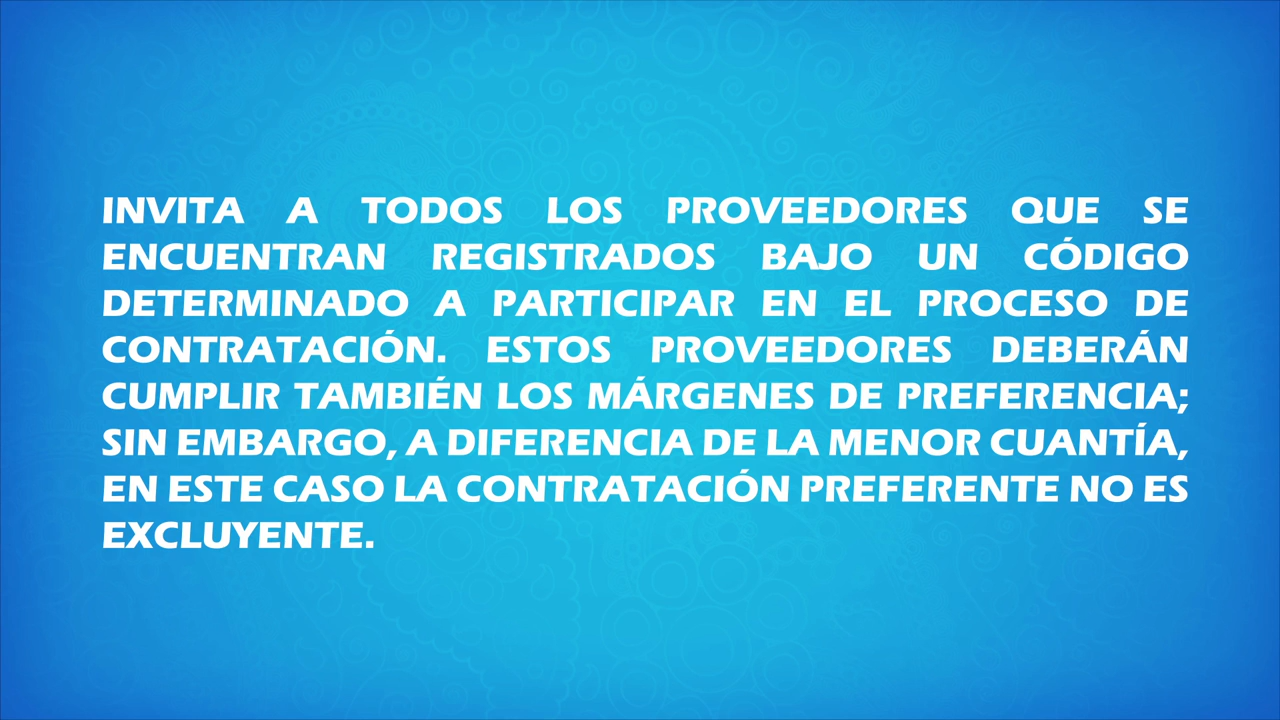 INVITA A TODOS LOS PROVEEDORES QUE SE
ENCUENTRAN REGISTRADOS BAJO UN CÓDIGO
DETERMINADO A PARTICIPAR EN EL PROCESO DE
CONTRATACIÓN. ESTOS PROVEEDORES DEBERÁN
CUMPLIR TAMBIÉN LOS MÁRGENES DE PREFERENCIA;
SIN EMBARGO, A DIFERENCIA DE LA MENOR CUANTÍA,
EN ESTE CASO LA CONTRATACIÓN PREFERENTE NO ES
EXCLUYENTE.